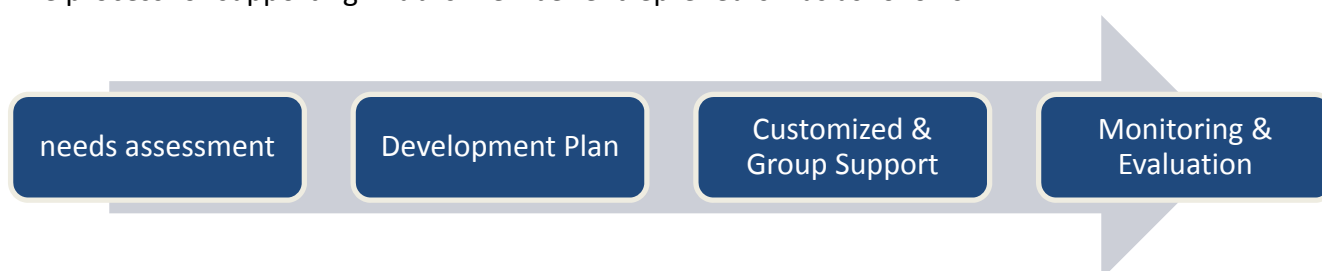 needs assessment
Development Plan
Customized &
Group Support
Monitoring &
Evaluation